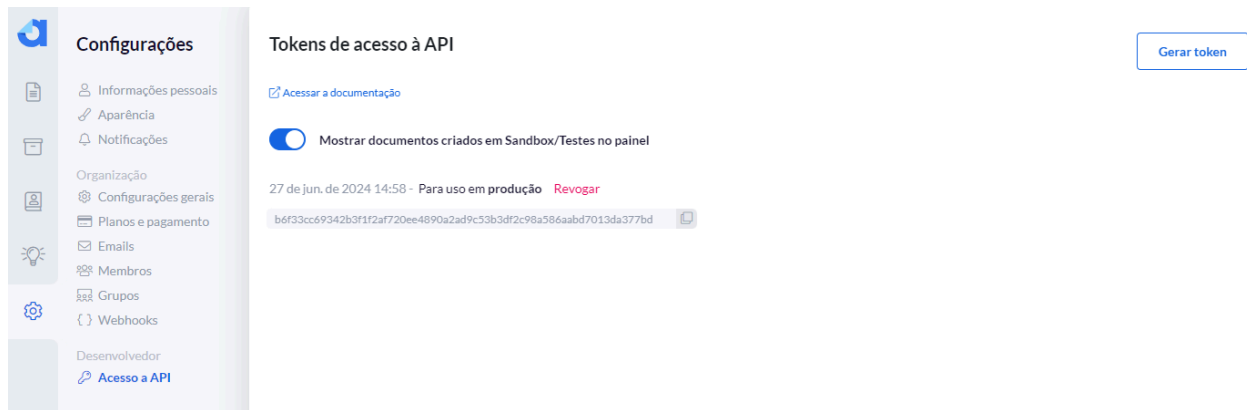 Configurações
Informações pessoais
Aparência
Notificações
Organização
Configurações gerais
Planos e pagamento
Emails
Membros
Grupos
Webhooks
Desenvolvedor
Acesso a API
Tokens de acesso à API
Gerar token
Acessar a documentação
Mostrar documentos criados em Sandbox/Testes no painel
27 de jun. de 2024 14:58 - Para uso em produção Revogar
b6f33cc69342b3f1f2af720ee4890a2ad9c53b3df2c98a586aabd7013da377bd